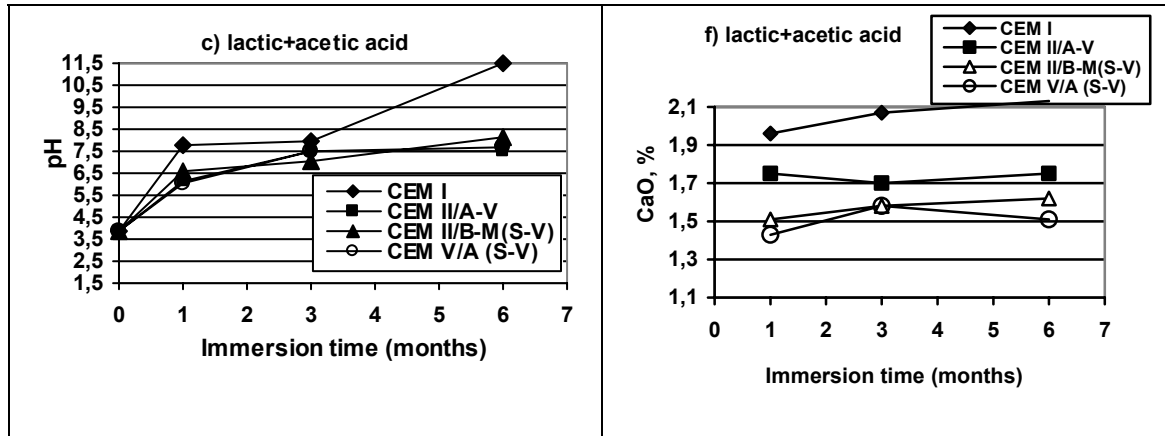 c) lactic+acetic acid
11,5
10,5
9,5
8,5
7,5
6,5
5,5
4,5
3,5
2,5
1,5
pH
CEM I
CEM II/A-V
CEM II/B-M(S-V)
CEM V/A (S-V)
0 1 2 3 4 5 6 7
Immersion time (months)
f) lactic+acetic acid
CEM I
CEM II/A-V
CEM II/B-M(S-V)
CEM V/A (S-V)
2,1
1,9
1,7
1,5
1,3
1,1
CaO, %
0 1 2 3 4 5 6 7
Immersion time (months)